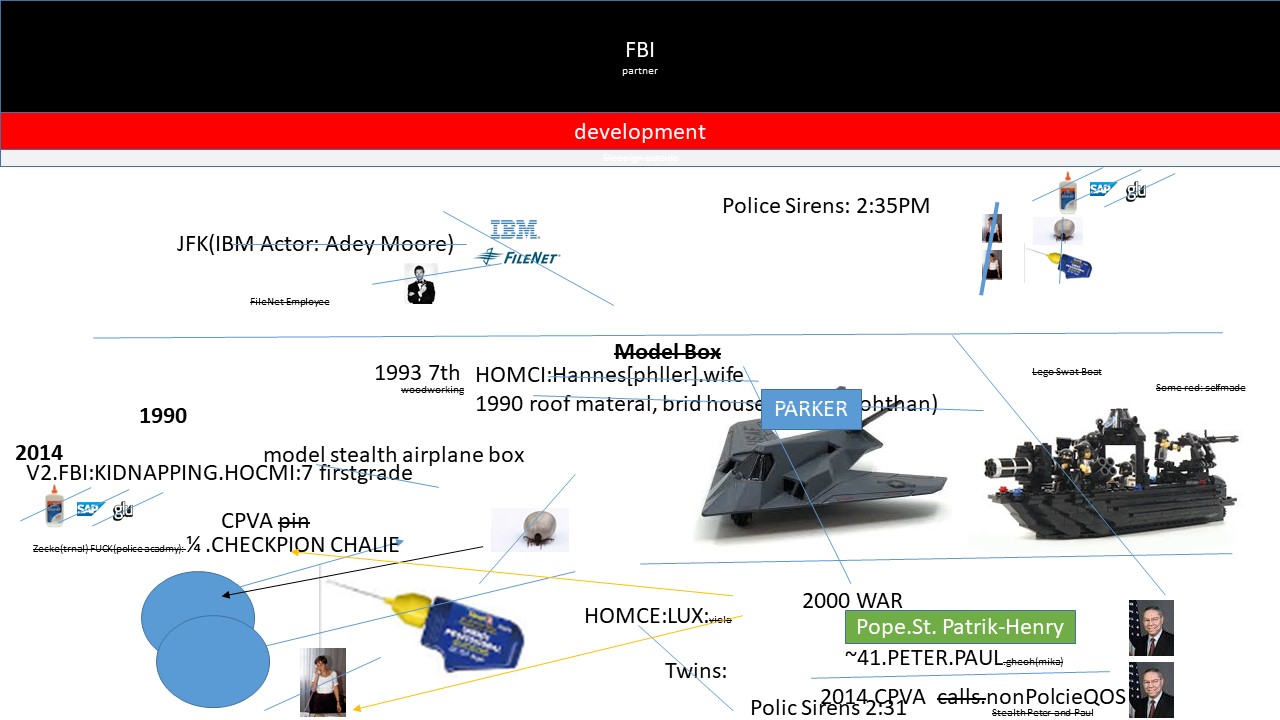 FBI
partner
development
Police Sirens: 2:35PM
SAP
glu
JFK(IBM Actor: Adey Moore)
IBM
FILENET
FileNet Employee
Model Box
1993 7th
woodworking
HOMCI:Hannes[phller].wife
1990 roof materal, brid house ohthan)
PARKER
Lego Swat Boat
Some red: selfmade
1990
2014
model stealth airplane box
V2.FBI:KIDNAPPING.HOCMI:7 firstgrade
SAP
glu
CPVA pin
Zecke(trnal) FUCK(police acadmy): ¼ .CHECKPION CHALIE
2000 WAR
HOMCE:LUX:
Pope.St. Patrik-Henry
~41.PETER.PAUL.gheoh(mika)
Twins:
2014 CPVA calls.nonPolcieQOS
Polic Sirens 2:31
Stealth Peter and Paul